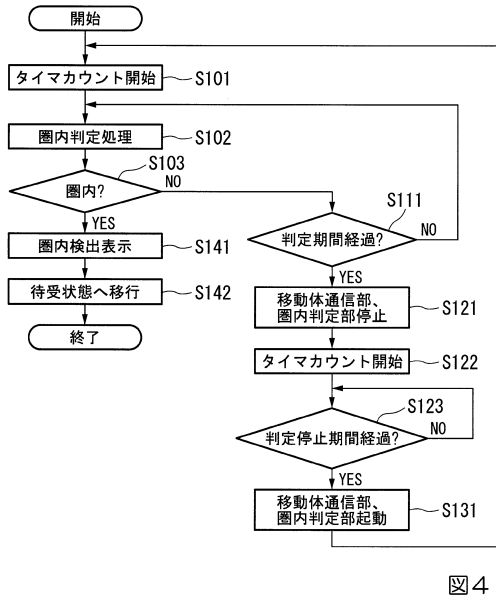 開始
タイマカウント開始
S101
圏内判定処理
S102
圏内?
S103
NO
YES
圏内検出表示
S141
待受状態へ移行
S142
終了
判定期間経過?
S111
NO
YES
移動体通信部、
圏内判定部停止
S121
タイマカウント開始
S122
判定停止期間経過?
S123
NO
YES
移動体通信部、
圏内判定部起動
S131
図4